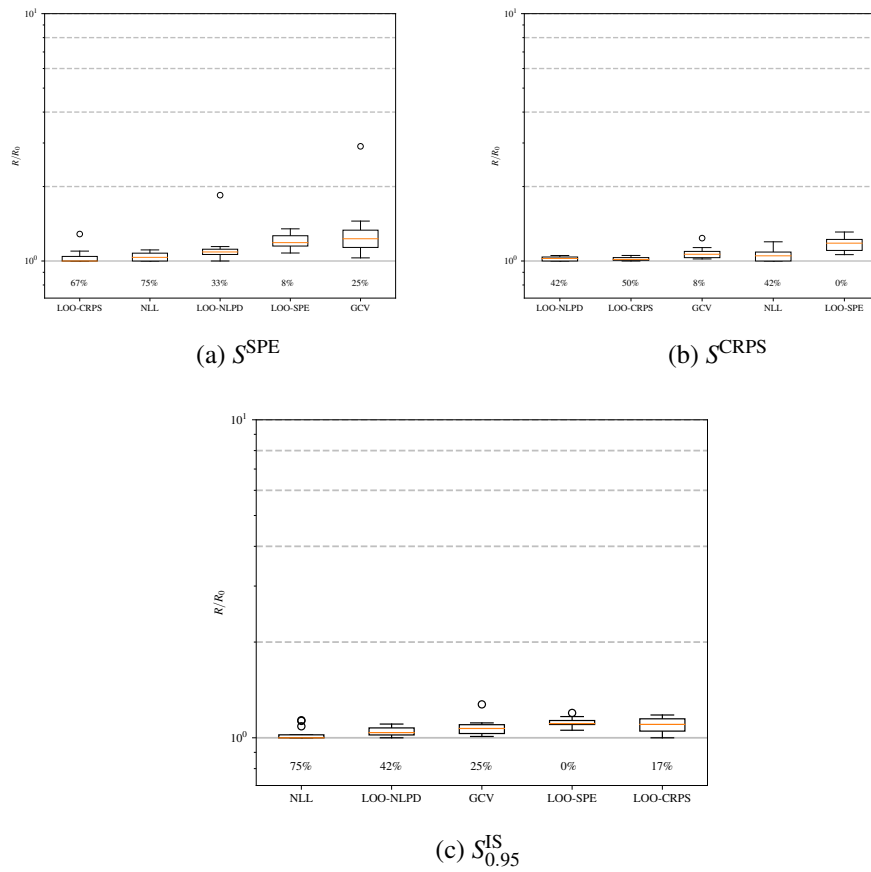 10¹
R/R₀
10⁰
67% 75% 33% 8% 25%
LOO-CRPS NLL LOO-NLPD LOO-SPE GCV
(a) S^SPE
10¹
R/R₀
10⁰
42% 50% 8% 42% 0%
LOO-NLPD LOO-CRPS GCV NLL LOO-SPE
(b) S^CRPS
10¹
R/R₀
10⁰
75% 42% 25% 0% 17%
NLL LOO-NLPD GCV LOO-SPE LOO-CRPS
(c) S^IS_0.95